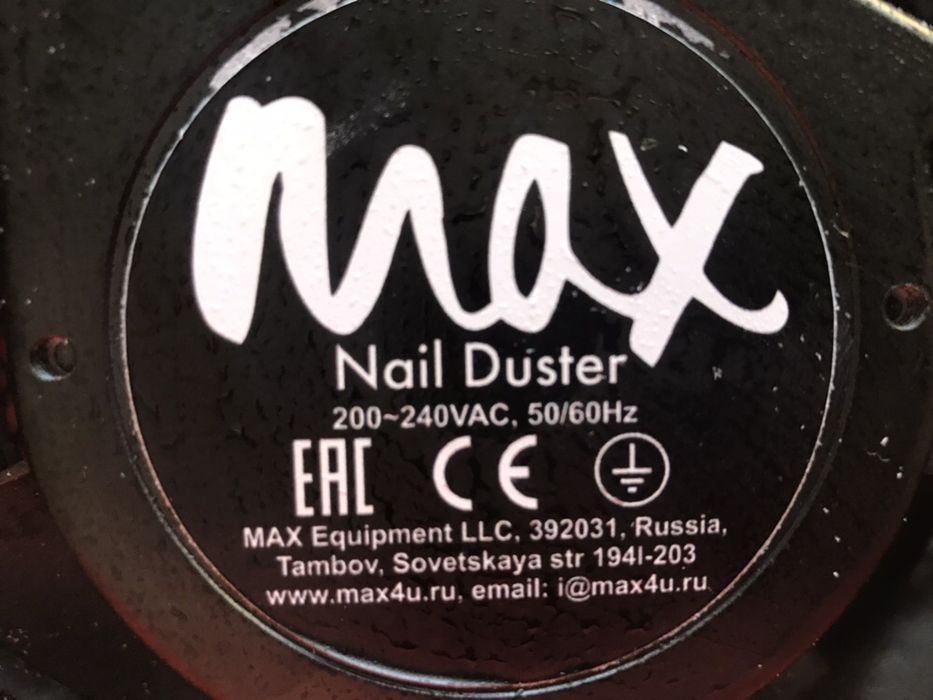 max
Nail Duster
200~240VAC, 50/60Hz
EAC CE
MAX Equipment LLC, 392031, Russia,
Tambov, Sovetskaya str 194I-203
www.max4u.ru, email: i@max4u.ru